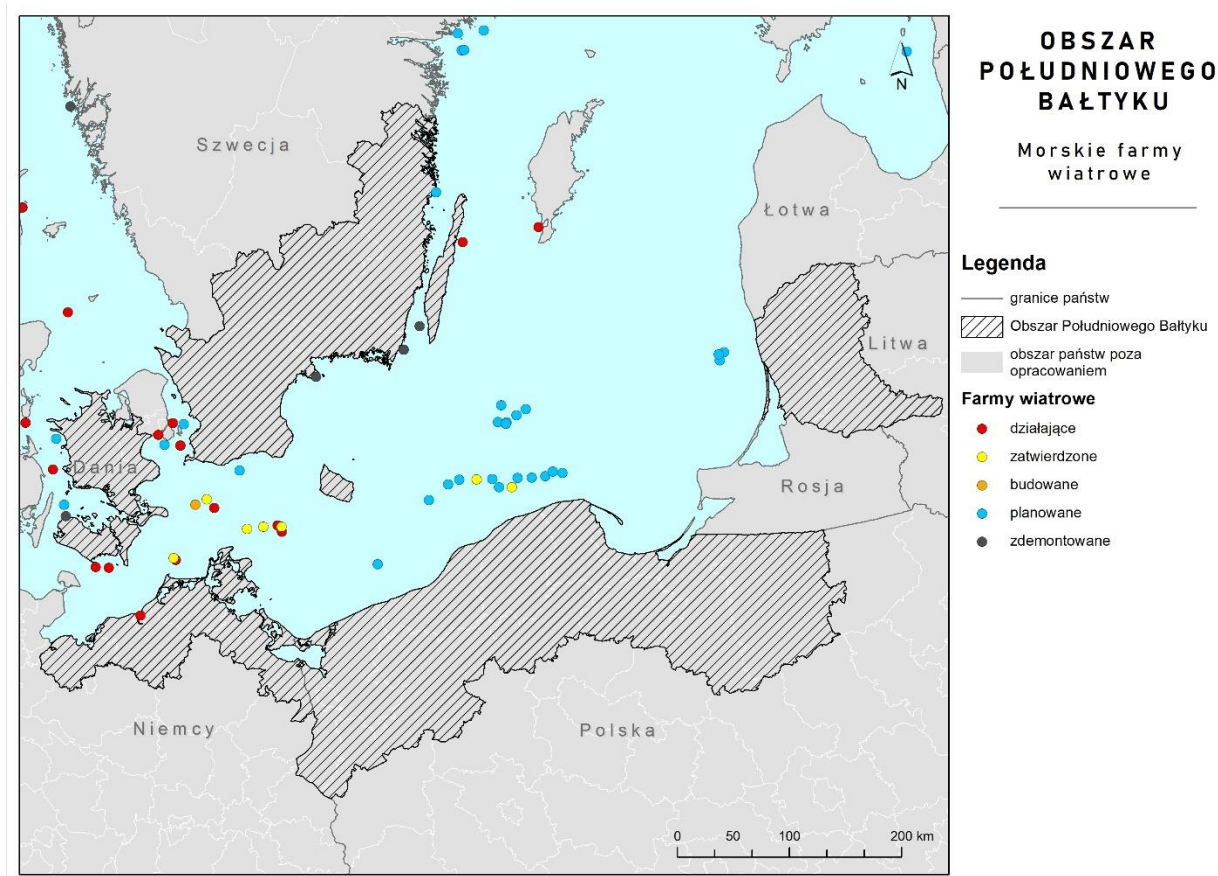 OBSZAR
POŁUDNIOWEGO
BAŁTYKU
Morskie farmy
wiatrowe
Legenda
granice państw
Obszar Południowego Bałtyku
obszar państw poza
opracowaniem
Farmy wiatrowe
działające
zatwierdzone
budowane
planowane
zdemontowane
0
N
Szwecja
Łotwa
Litwa
Dania
Rosja
Niemcy
Polska
0 50 100 200 km